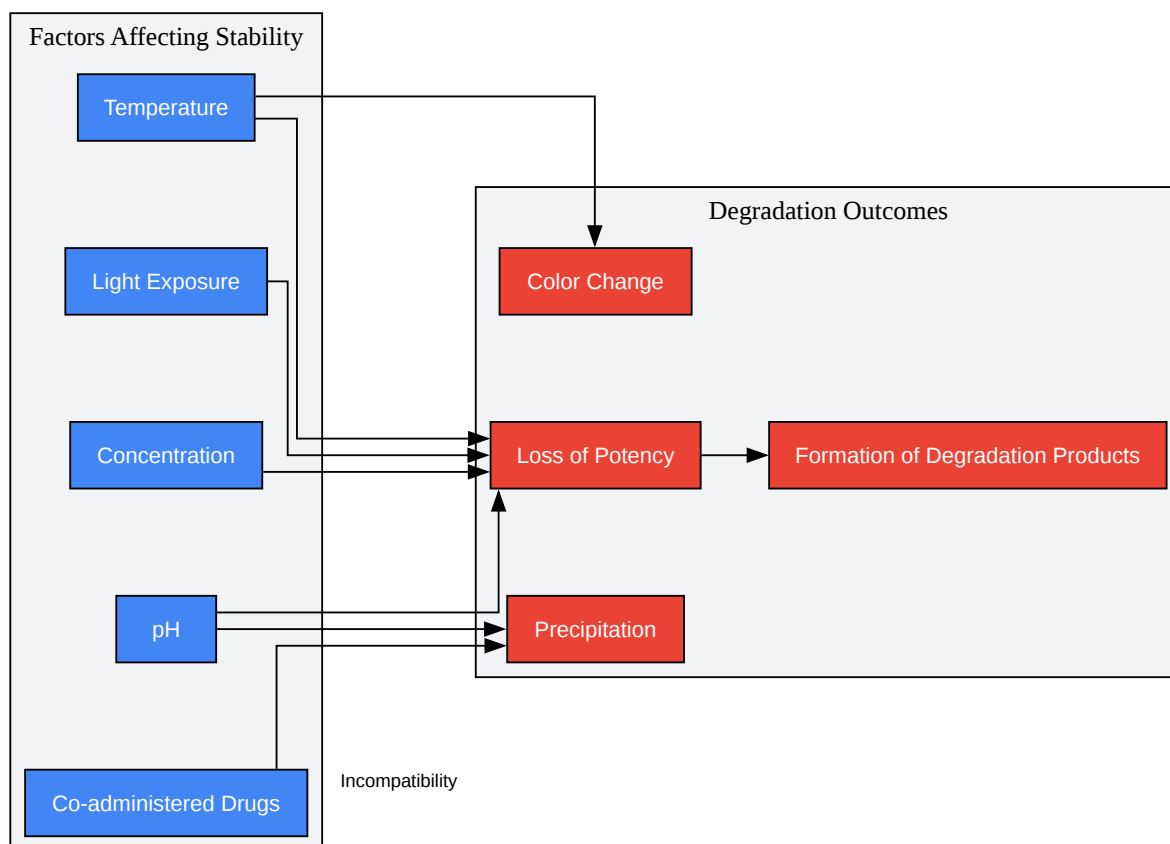 Factors Affecting Stability
Temperature
Light Exposure
Concentration
pH
Co-administered Drugs
Incompatibility
Degradation Outcomes
Color Change
Loss of Potency
Formation of Degradation Products
Precipitation